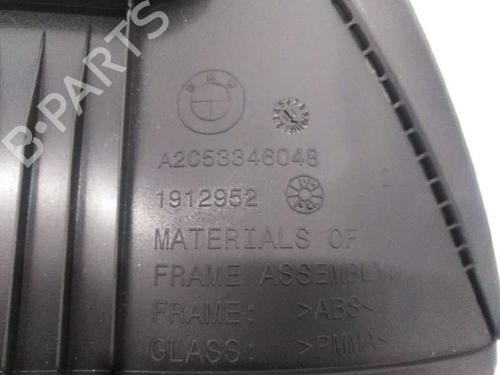 B-PARTS
BMW
A2C53346048
1912952
MATERIALS OF
FRAME ASSEMBLY:
FRAME: >ABS<
GLASS: >PMMA<